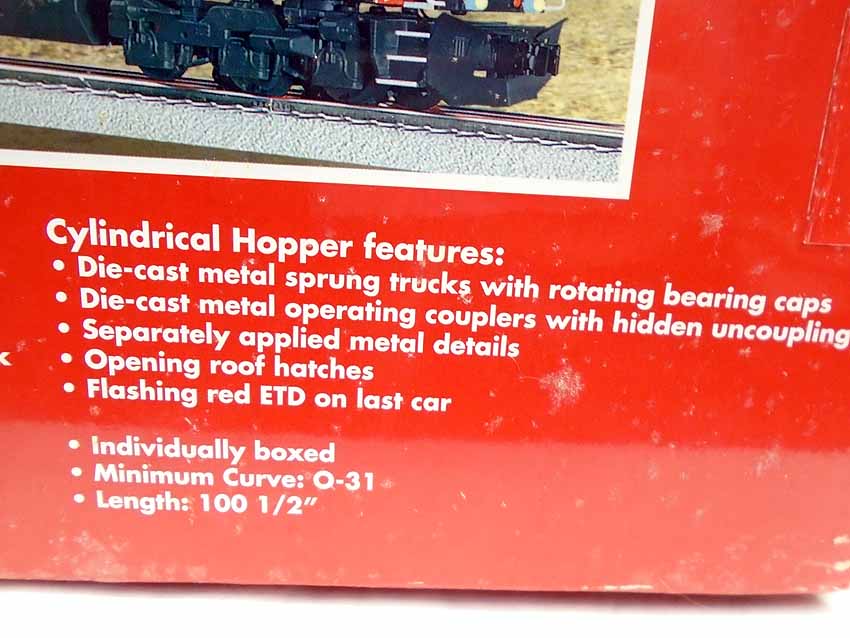 Cylindrical Hopper features:
• Die-cast metal sprung trucks with rotating bearing caps
• Die-cast metal operating couplers with hidden uncoupling
• Separately applied metal details
k
• Opening roof hatches
• Flashing red ETD on last car
• Individually boxed
• Minimum Curve: O-31
• Length: 100 1/2"